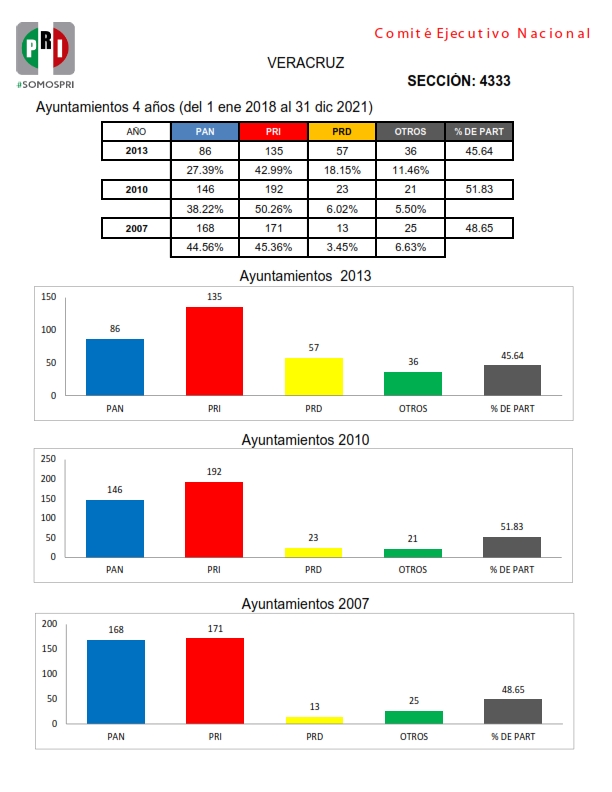 Comité Ejecutivo Nacional
PRI
#SOMOSPRI
VERACRUZ
SECCIÓN: 4333
Ayuntamientos 4 años (del 1 ene 2018 al 31 dic 2021)
AÑO PAN PRI PRD OTROS % DE PART
2013 86 135 57 36 45.64
27.39% 42.99% 18.15% 11.46%
2010 146 192 23 21 51.83
38.22% 50.26% 6.02% 5.50%
2007 168 171 13 25 48.65
44.56% 45.36% 3.45% 6.63%
Ayuntamientos 2013
150
135
100
86
57
50
36
45.64
0
PAN PRI PRD OTROS % DE PART
Ayuntamientos 2010
250
200
192
150
146
100
50
23
21
51.83
0
PAN PRI PRD OTROS % DE PART
Ayuntamientos 2007
200
168
171
150
100
50
13
25
48.65
0
PAN PRI PRD OTROS % DE PART